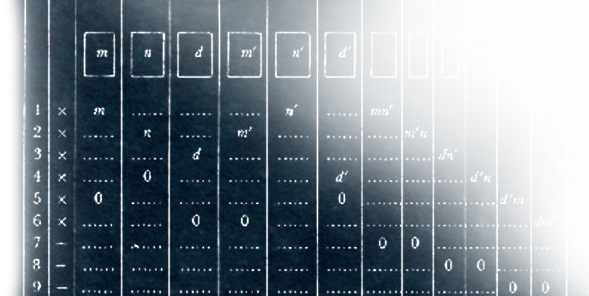 m n d m′ n′ d′
1 × m ...... ...... ...... n′ ...... mn′
2 × ...... n ...... m′ ...... ...... ...... m′n
3 × ...... ...... d ...... ...... ...... ...... ...... dn′
4 × ...... 0 ...... ...... ...... d′ ...... ...... ...... d′n
5 × 0 ...... ...... ...... ...... 0 ...... ...... ...... ...... d′m
6 × ...... ...... 0 0 ...... ...... ...... ...... ...... ...... ...... dm′
7 – ...... ...... ...... ...... ...... ...... 0 0 ...... ...... ...... ......
8 – ...... ...... ...... ...... ...... ...... ...... ...... 0 0 ...... ......
9 – ...... ...... ...... ...... ...... ...... ...... ...... ...... ...... 0 0